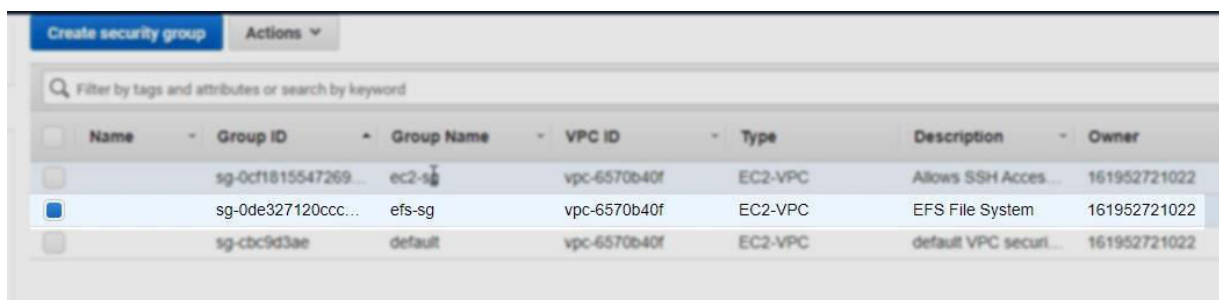 Create security group Actions
Filter by tags and attributes or search by keyword
Name Group ID Group Name VPC ID Type Description Owner
sg-0cf1815547269... ec2-sg vpc-6570b40f EC2-VPC Allows SSH Acces... 161952721022
sg-0de327120ccc... efs-sg vpc-6570b40f EC2-VPC EFS File System 161952721022
sg-cbc9d3ae default vpc-6570b40f EC2-VPC default VPC securi... 161952721022